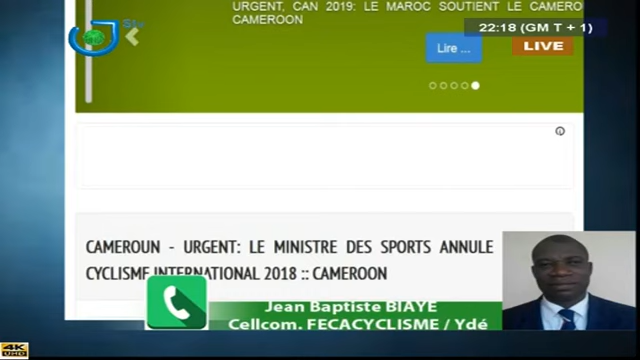 URGENT, CAN 2019: LE MAROC SOUTIENT LE CAMERO
CAMEROON
22:18 (GMT+1)
LIVE
Lire ...
CAMEROUN - URGENT: LE MINISTRE DES SPORTS ANNULE
CYCLISME INTERNATIONAL 2018 :: CAMEROON
Jean Baptiste BIAYE
Cellcom. FECACYCLISME / Ydé
4K
UHD